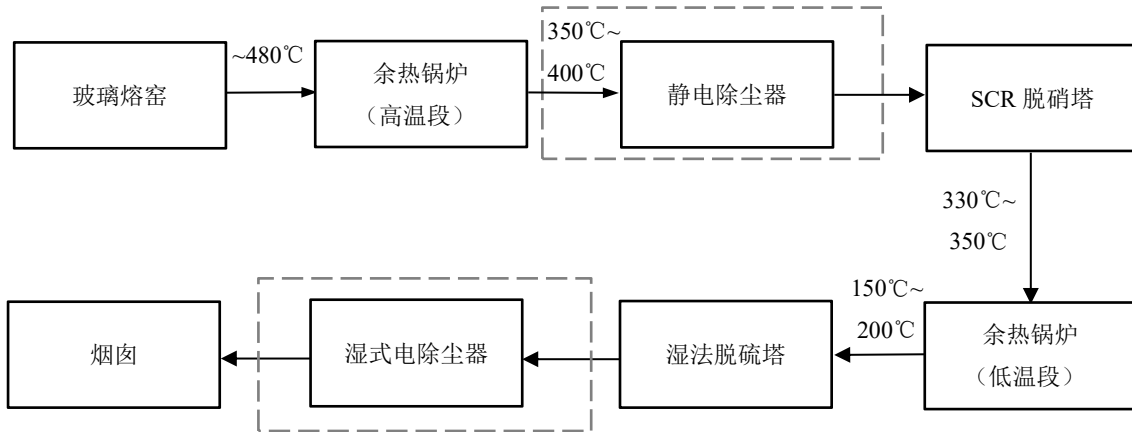 玻璃熔窑
~480℃
余热锅炉
（高温段）
350℃~
400℃
静电除尘器
SCR 脱硝塔
330℃~
350℃
余热锅炉
（低温段）
150℃~
200℃
湿法脱硫塔
湿式电除尘器
烟囱